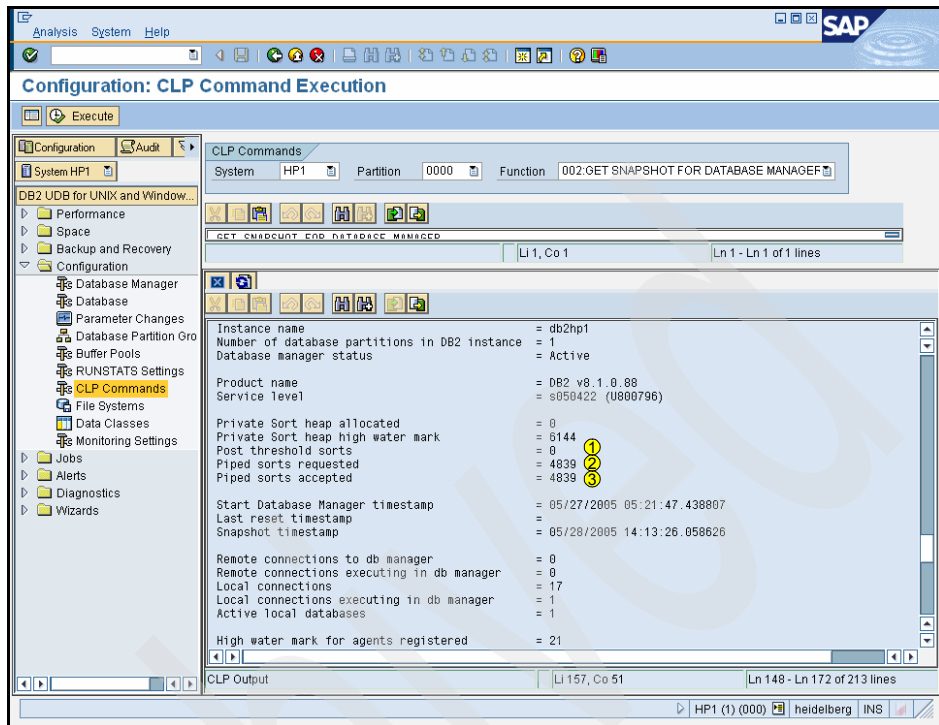 Analysis System Help
SAP
Configuration: CLP Command Execution
Execute
Configuration Audit
System HP1
DB2 UDB for UNIX and Window...
Performance
Space
Backup and Recovery
Configuration
Database Manager
Database
Parameter Changes
Database Partition Gro
Buffer Pools
RUNSTATS Settings
CLP Commands
File Systems
Data Classes
Monitoring Settings
Jobs
Alerts
Diagnostics
Wizards
CLP Commands
System HP1 Partition 0000 Function 002:GET SNAPSHOT FOR DATABASE MANAGER
GET SNAPSHOT FOR DATABASE MANAGER
Li 1, Co 1 Ln 1 - Ln 1 of 1 lines
Instance name = db2hp1
Number of database partitions in DB2 instance = 1
Database manager status = Active
Product name = DB2 v8.1.0.88
Service level = s050422 (U800796)
Private Sort heap allocated = 0
Private Sort heap high water mark = 6144
Post threshold sorts = 0 1
Piped sorts requested = 4839 2
Piped sorts accepted = 4839 3
Start Database Manager timestamp = 05/27/2005 05:21:47.438807
Last reset timestamp =
Snapshot timestamp = 05/28/2005 14:13:26.058626
Remote connections to db manager = 0
Remote connections executing in db manager = 0
Local connections = 17
Local connections executing in db manager = 1
Active local databases = 1
High water mark for agents registered = 21
CLP Output Li 157, Co 51 Ln 148 - Ln 172 of 213 lines
HP1 (1) (000) heidelberg INS